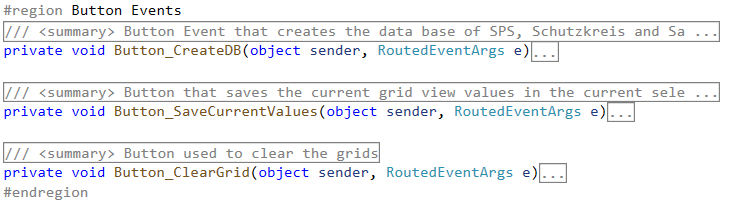 #region Button Events
/// <summary> Button Event that creates the data base of SPS, Schutzkreis and Sa ...
private void Button_CreateDB(object sender, RoutedEventArgs e)...
/// <summary> Button that saves the current grid view values in the current sele ...
private void Button_SaveCurrentValues(object sender, RoutedEventArgs e)...
/// <summary> Button used to clear the grids
private void Button_ClearGrid(object sender, RoutedEventArgs e)...
#endregion